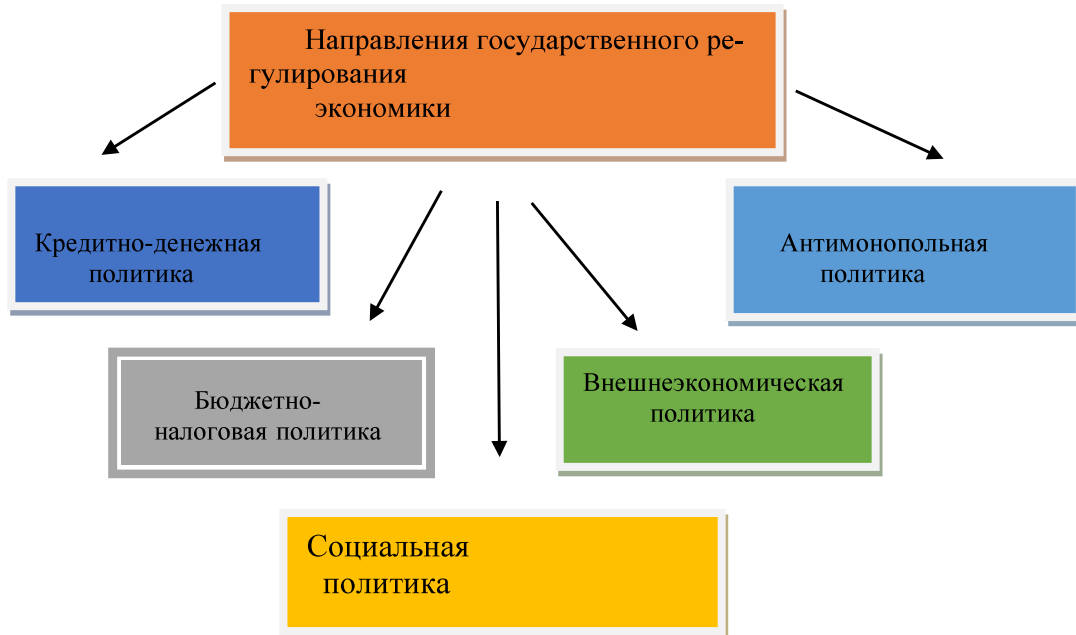 Направления государственного ре-
гулирования
экономики
Кредитно-денежная
политика
Антимонопольная
политика
Бюджетно-
налоговая политика
Внешнеэкономическая
политика
Социальная
политика